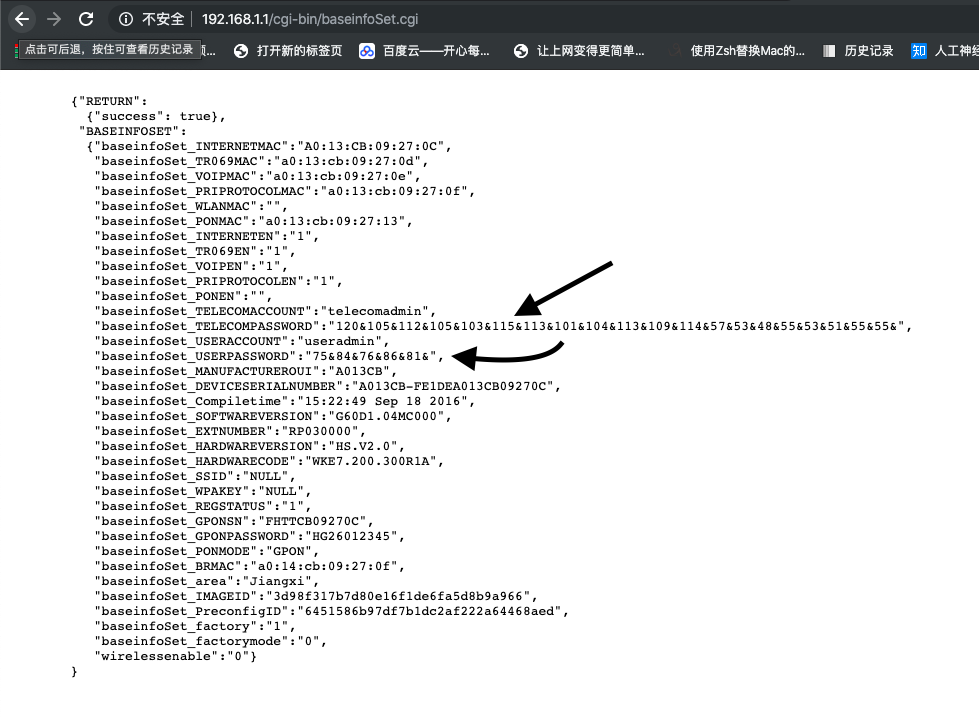 不安全 192.168.1.1/cgi-bin/baseinfoSet.cgi
点击可后退，按住可查看历史记录 ... 打开新的标签页 百度云——开心每... 让上网变得更简单... 使用Zsh替换Mac的... 历史记录 知 人工神经
{"RETURN":
{"success": true},
"BASEINFOSET":
{"baseinfoSet_INTERNETMAC":"A0:13:CB:09:27:0C",
"baseinfoSet_TR069MAC":"a0:13:cb:09:27:0d",
"baseinfoSet_VOIPMAC":"a0:13:cb:09:27:0e",
"baseinfoSet_PRIPROTOCOLMAC":"a0:13:cb:09:27:0f",
"baseinfoSet_WLANMAC":"",
"baseinfoSet_PONMAC":"a0:13:cb:09:27:13",
"baseinfoSet_INTERNETEN":"1",
"baseinfoSet_TR069EN":"1",
"baseinfoSet_VOIPEN":"1",
"baseinfoSet_PRIPROTOCOLEN":"1",
"baseinfoSet_PONEN":"",
"baseinfoSet_TELECOMACCOUNT":"telecomadmin",
"baseinfoSet_TELECOMPASSWORD":"120&105&112&105&103&115&113&101&104&113&109&114&57&53&48&55&53&51&55&55&",
"baseinfoSet_USERACCOUNT":"useradmin",
"baseinfoSet_USERPASSWORD":"75&84&76&86&81&",
"baseinfoSet_MANUFACTUREROUI":"A013CB",
"baseinfoSet_DEVICESERIALNUMBER":"A013CB-FE1DEA013CB09270C",
"baseinfoSet_Compiletime":"15:22:49 Sep 18 2016",
"baseinfoSet_SOFTWAREVERSION":"G60D1.04MC000",
"baseinfoSet_EXTNUMBER":"RP030000",
"baseinfoSet_HARDWAREVERSION":"HS.V2.0",
"baseinfoSet_HARDWARECODE":"WKE7.200.300R1A",
"baseinfoSet_SSID":"NULL",
"baseinfoSet_WPAKEY":"NULL",
"baseinfoSet_REGSTATUS":"1",
"baseinfoSet_GPONSN":"FHTTCB09270C",
"baseinfoSet_GPONPASSWORD":"HG26012345",
"baseinfoSet_PONMODE":"GPON",
"baseinfoSet_BRMAC":"a0:14:cb:09:27:0f",
"baseinfoSet_area":"Jiangxi",
"baseinfoSet_IMAGEID":"3d98f317b7d80e16f1de6fa5d8b9a966",
"baseinfoSet_PreconfigID":"6451586b97df7b1dc2af222a64468aed",
"baseinfoSet_factory":"1",
"baseinfoSet_factorymode":"0",
"wirelessenable":"0"}
}